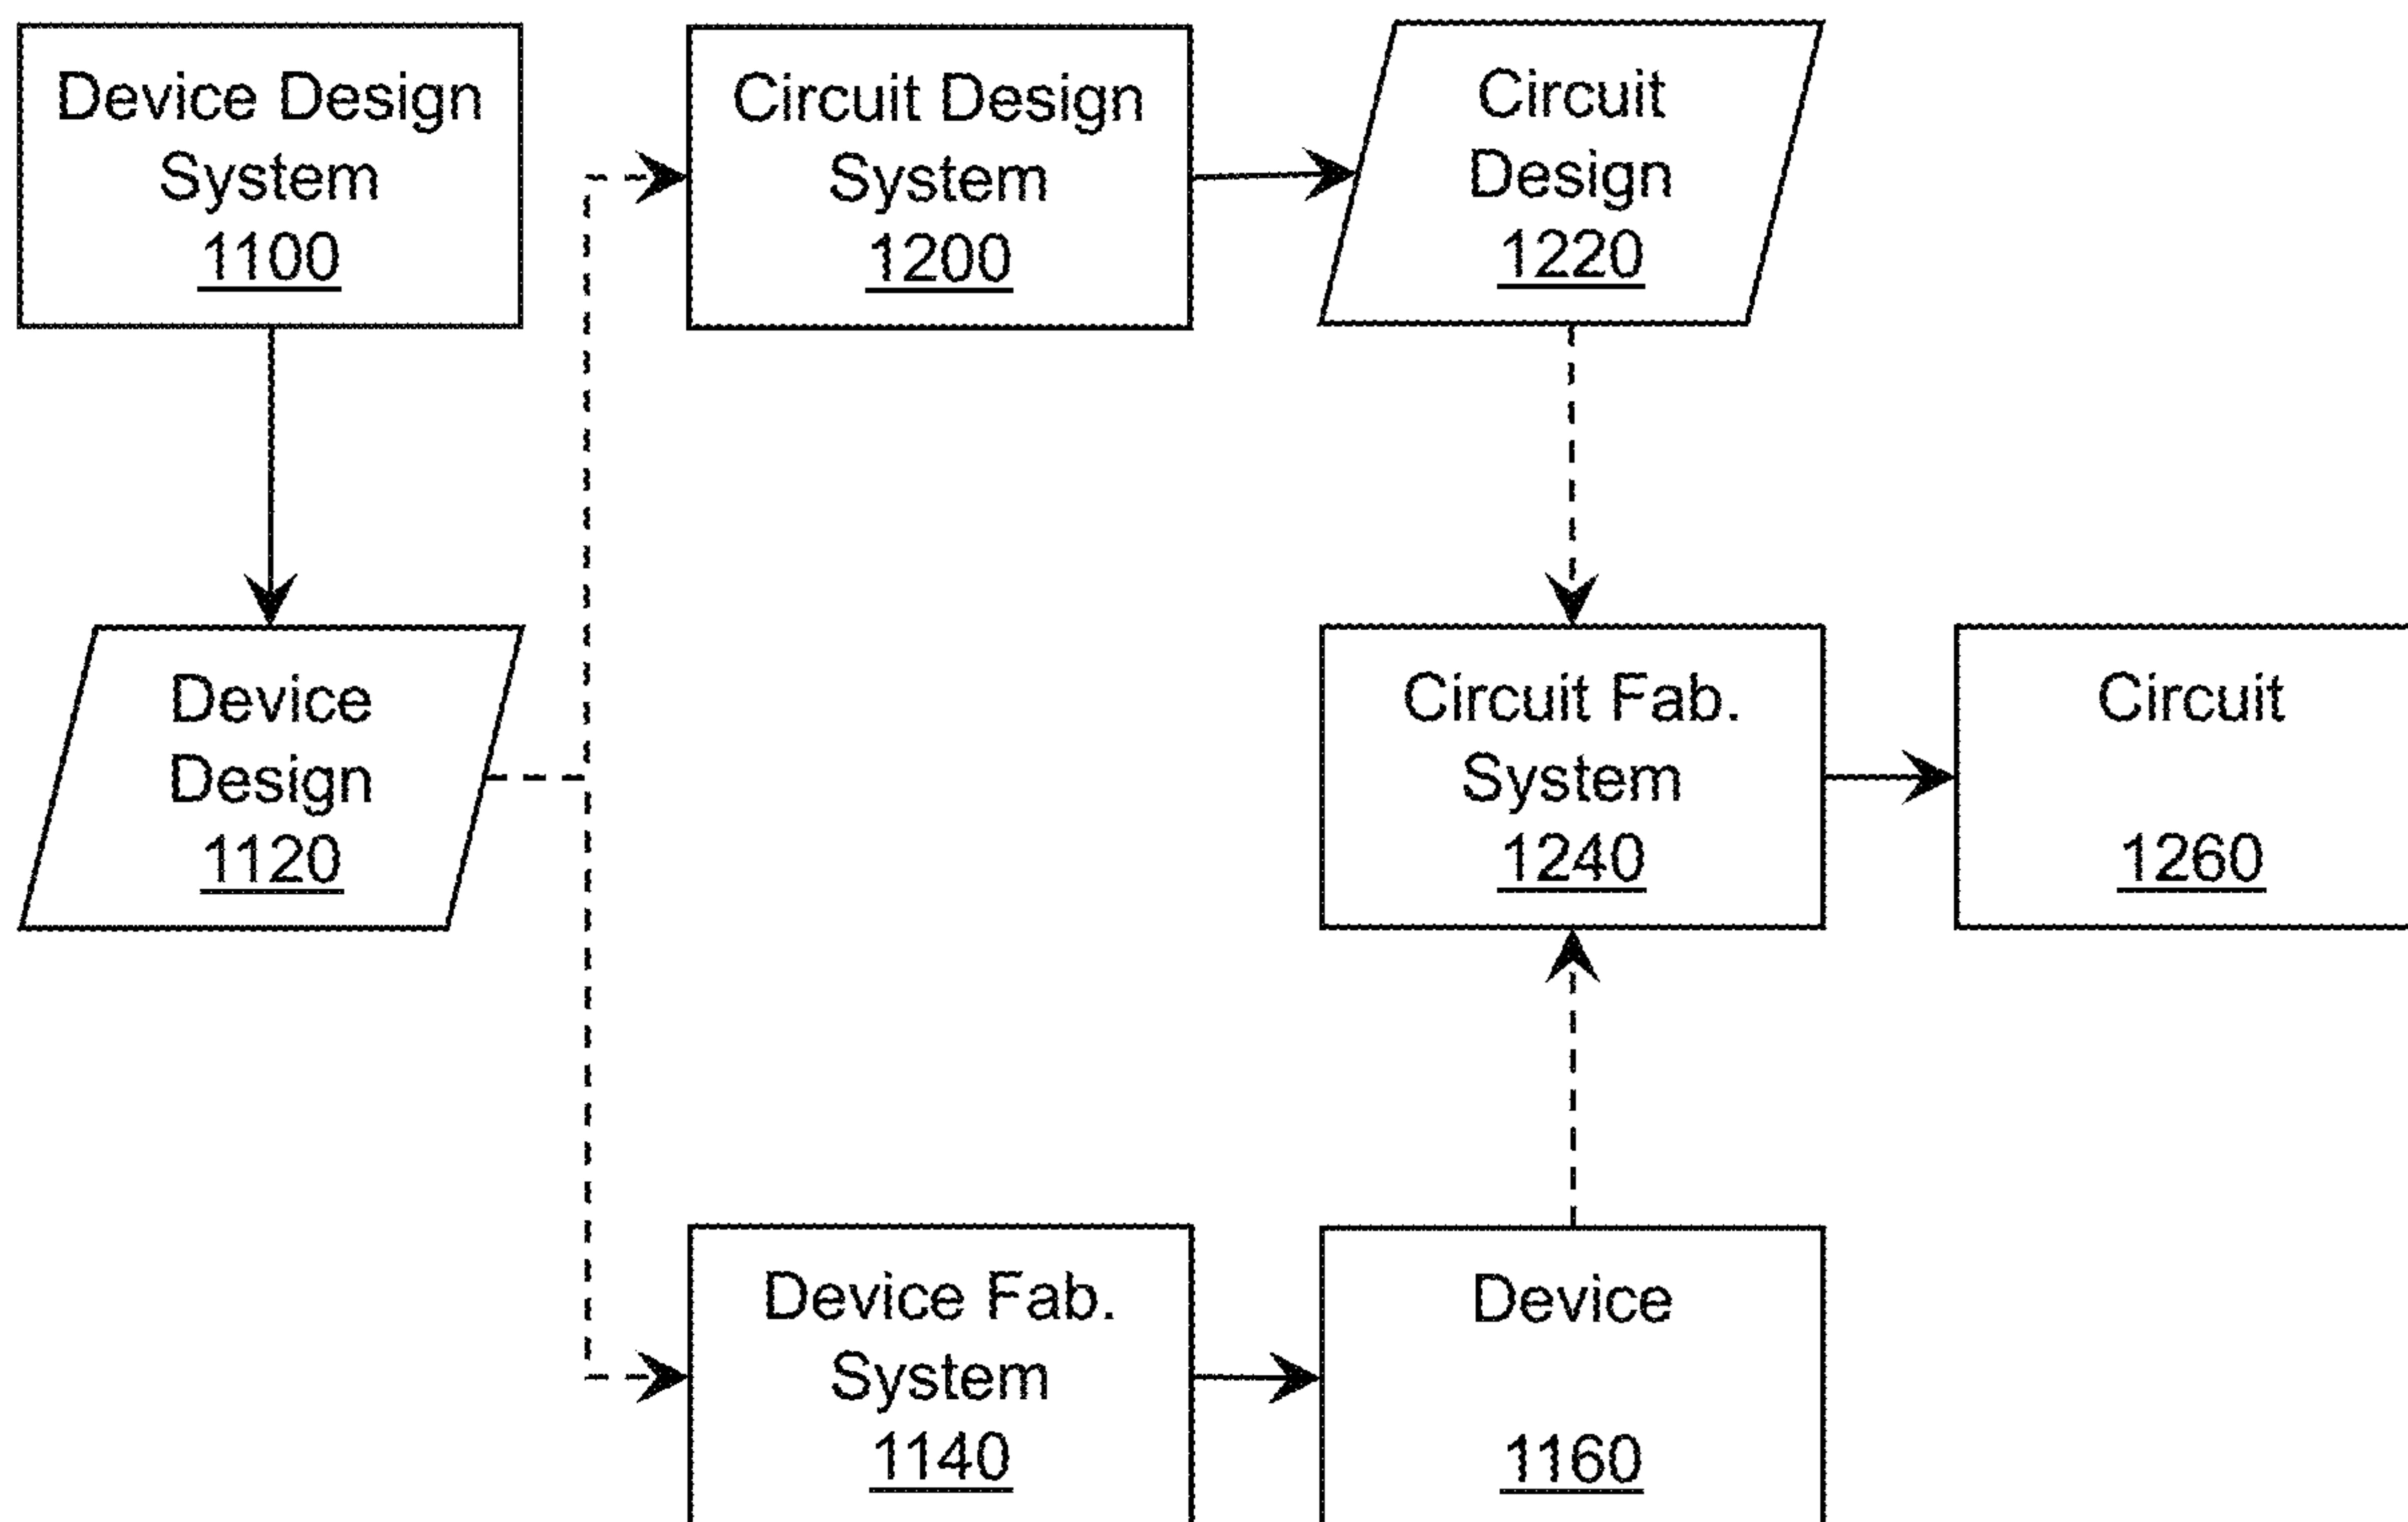 Device Design
System
1100
Circuit Design
System
1200
Circuit
Design
1220
Device
Design
1120
Circuit Fab.
System
1240
Circuit
1260
Device Fab.
System
1140
Device
1160